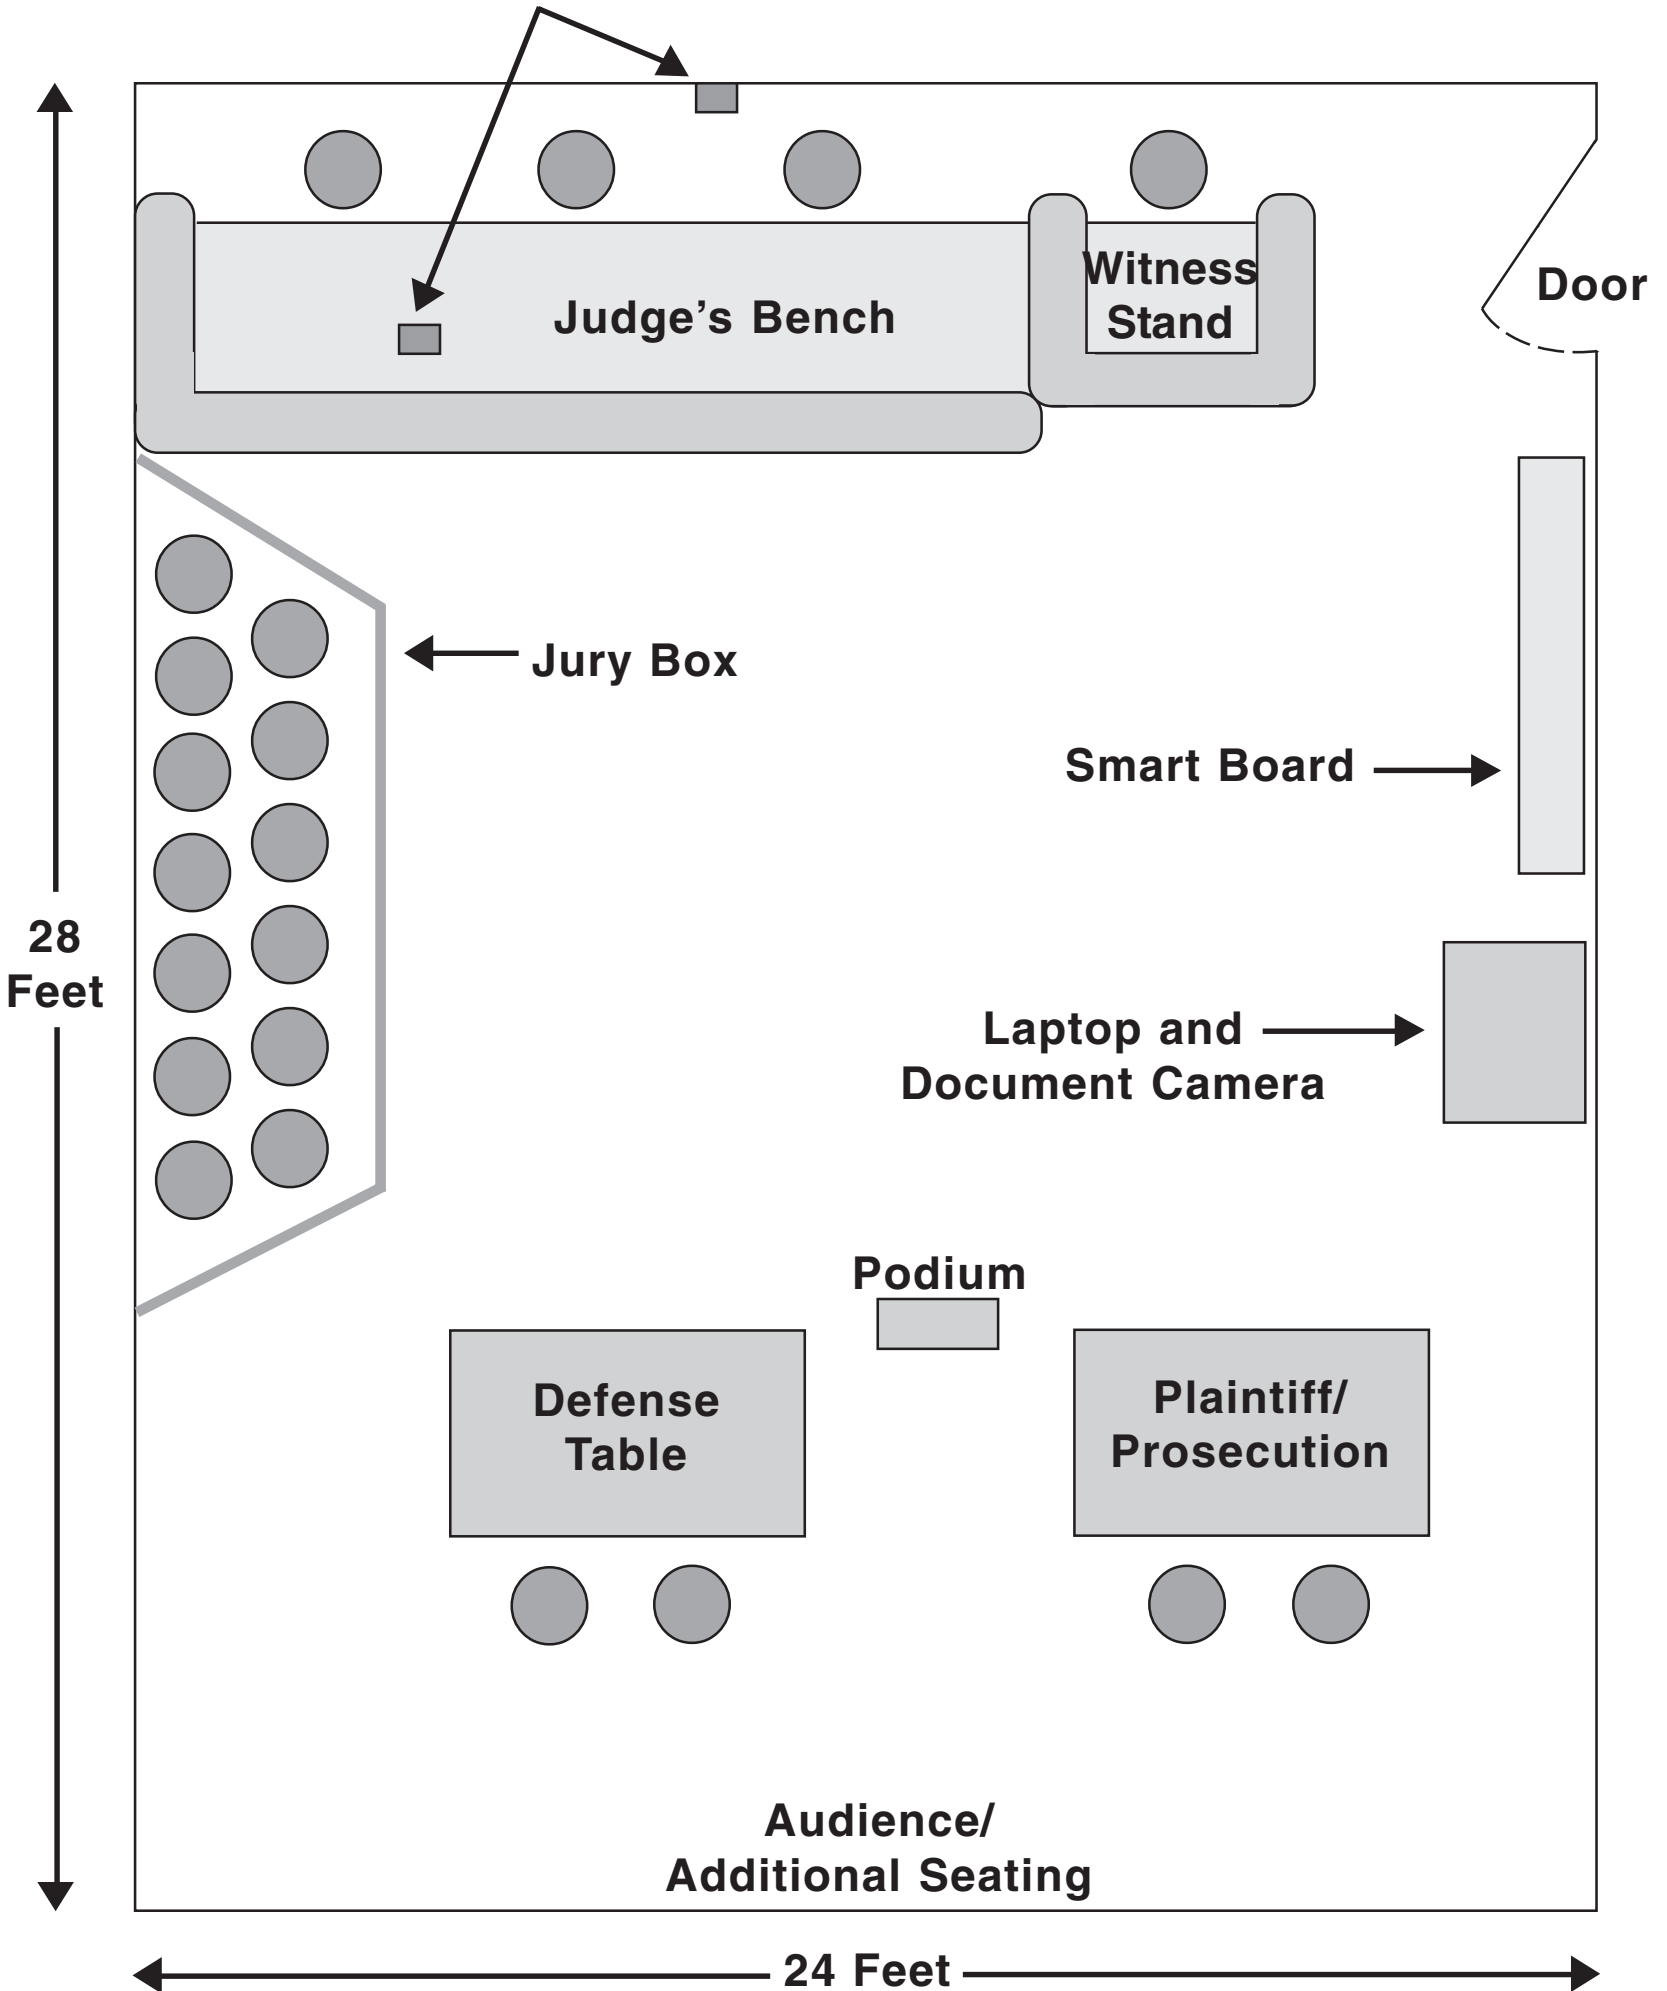 Witness
Stand
Door
Judge’s Bench
Jury Box
Smart Board
28
Feet
Laptop and
Document Camera
Podium
Defense
Table
Plaintiff/
Prosecution
Audience/
Additional Seating
24 Feet